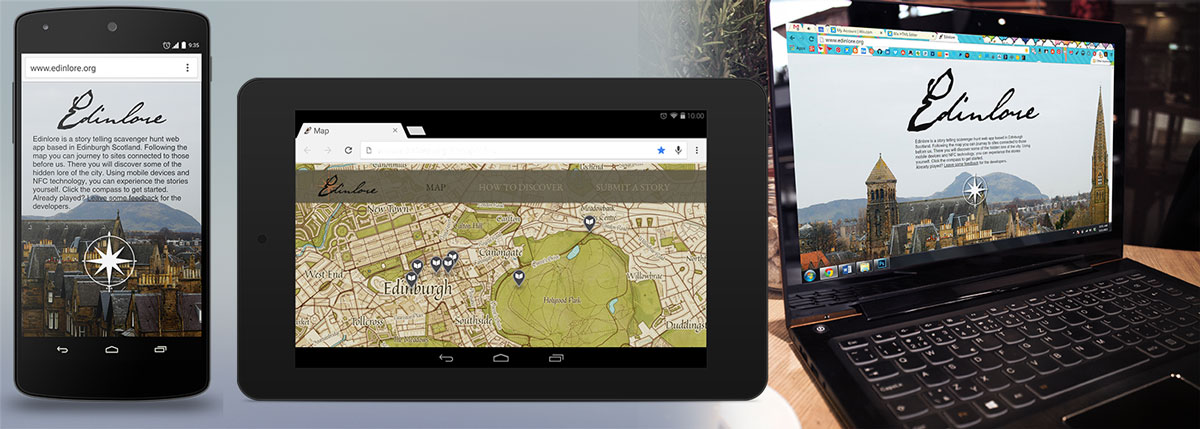 9:35
www.edinlore.org
Edinlore
Edinlore is a story telling scavenger hunt web
app based in Edinburgh Scotland. Following the
map you can journey to sites connected to those
before us. There you will discover some of the
hidden lore of the city. Using mobile devices and
NFC technology, you can experience the stories
yourself. Click the compass to get started.
Already played? Leave some feedback for the
developers.
10:00
Map
Edinlore
MAP
HOW TO DISCOVER
SUBMIT A STORY
New Town
Meadowbank
Canongate
West End
Edinburgh
Willowbrae
Holyrood Park
Tollcross
Southside
The Meadows
Duddingst
www.edinlore.org
Edinlore
Edinlore is a story telling scavenger hunt web app based in Edinburgh
Scotland. Following the map you can journey to sites connected to those
before us. There you will discover some of the hidden lore of the city. Using
mobile devices and NFC technology, you can experience the stories
yourself. Click the compass to get started.
Already played? Leave some feedback for the developers.